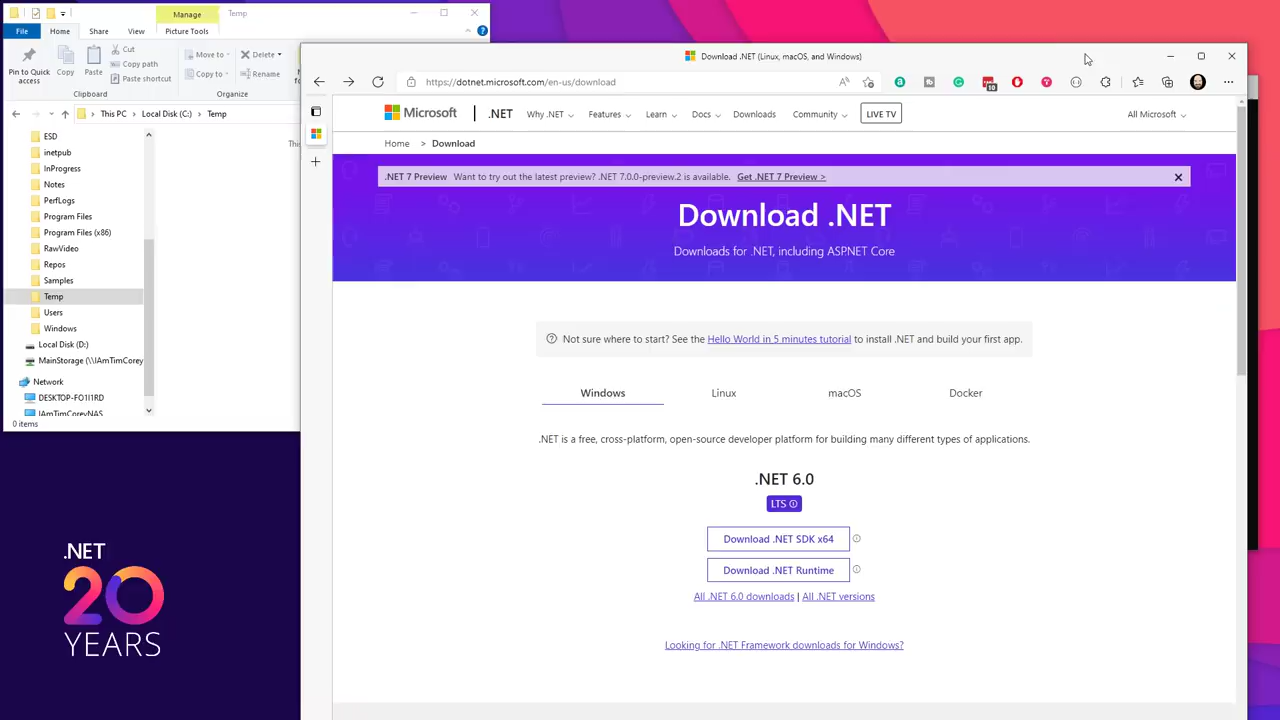 Manage
Temp
File
Home
Share
View
Picture Tools
Pin to Quick
access
Copy
Paste
Cut
Copy path
Paste shortcut
Clipboard
Move to
Copy to
Delete
Rename
Organize
This PC
Local Disk (C:)
Temp
ESD
inetpub
InProgress
Notes
PerfLogs
Program Files
Program Files (x86)
RawVideo
Repos
Samples
Temp
Users
Windows
Local Disk (D:)
MainStorage (\\IAmTimCorey
Network
DESKTOP-FO1I1RD
IAmTimCoreyNAS
0 items
This
Download .NET (Linux, macOS, and Windows)
https://dotnet.microsoft.com/en-us/download
10
Microsoft
.NET
Why .NET
Features
Learn
Docs
Downloads
Community
LIVE TV
All Microsoft
Home > Download
.NET 7 Preview Want to try out the latest preview? .NET 7.0.0-preview.2 is available. Get .NET 7 Preview >
Download .NET
Downloads for .NET, including ASP.NET Core
Not sure where to start? See the Hello World in 5 minutes tutorial to install .NET and build your first app.
Windows
Linux
macOS
Docker
.NET is a free, cross-platform, open-source developer platform for building many different types of applications.
.NET 6.0
LTS
Download .NET SDK x64
Download .NET Runtime
All .NET 6.0 downloads | All .NET versions
Looking for .NET Framework downloads for Windows?
.NET
20
YEARS